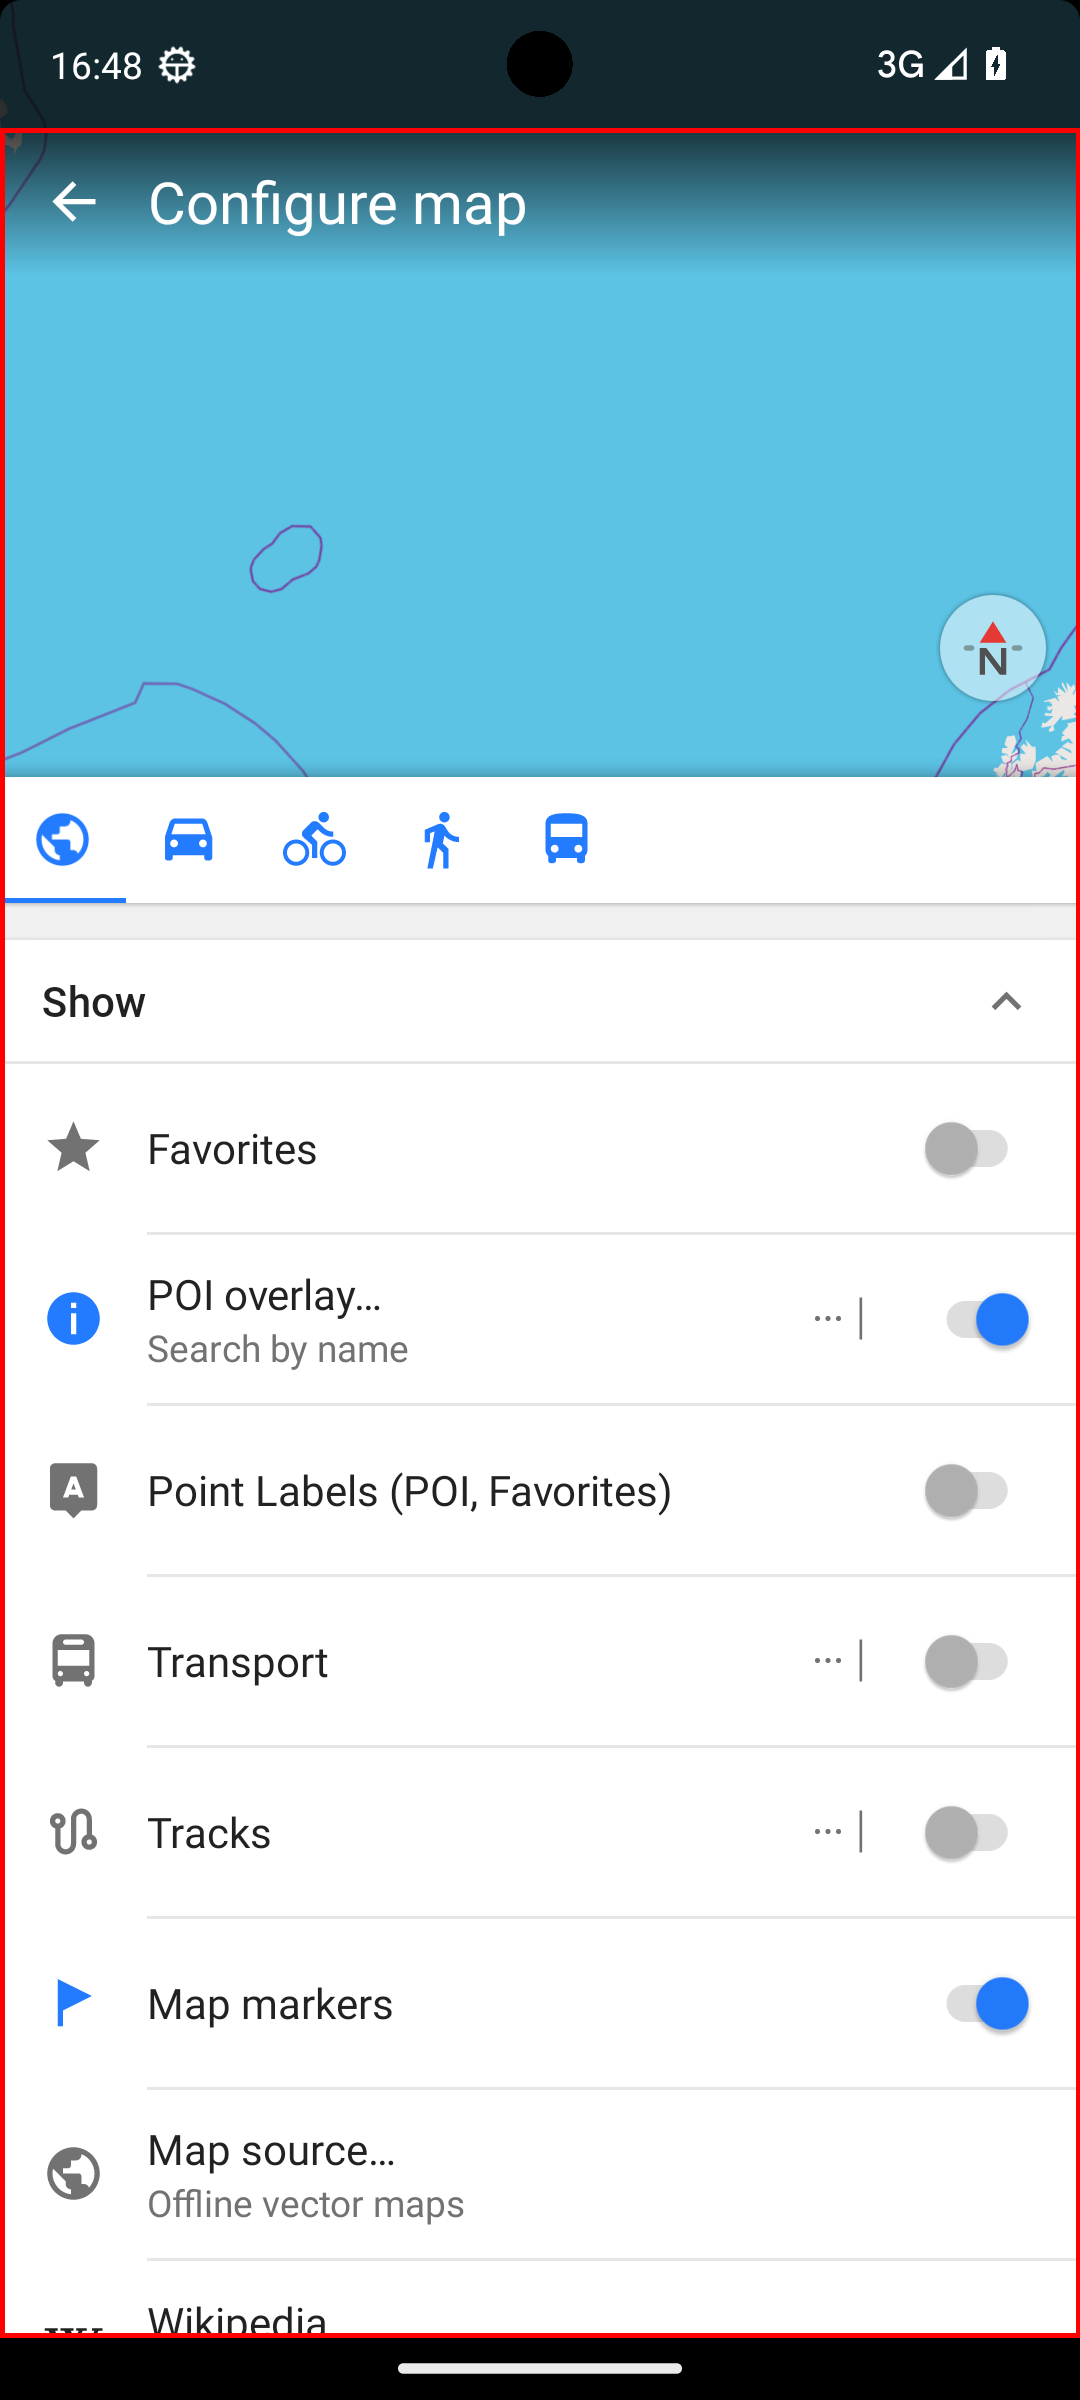 16:48
3G
Configure map
N
Show
Favorites
POI overlay...
Search by name
A
Point Labels (POI, Favorites)
Transport
Tracks
Map markers
Map source...
Offline vector maps
Wikipedia